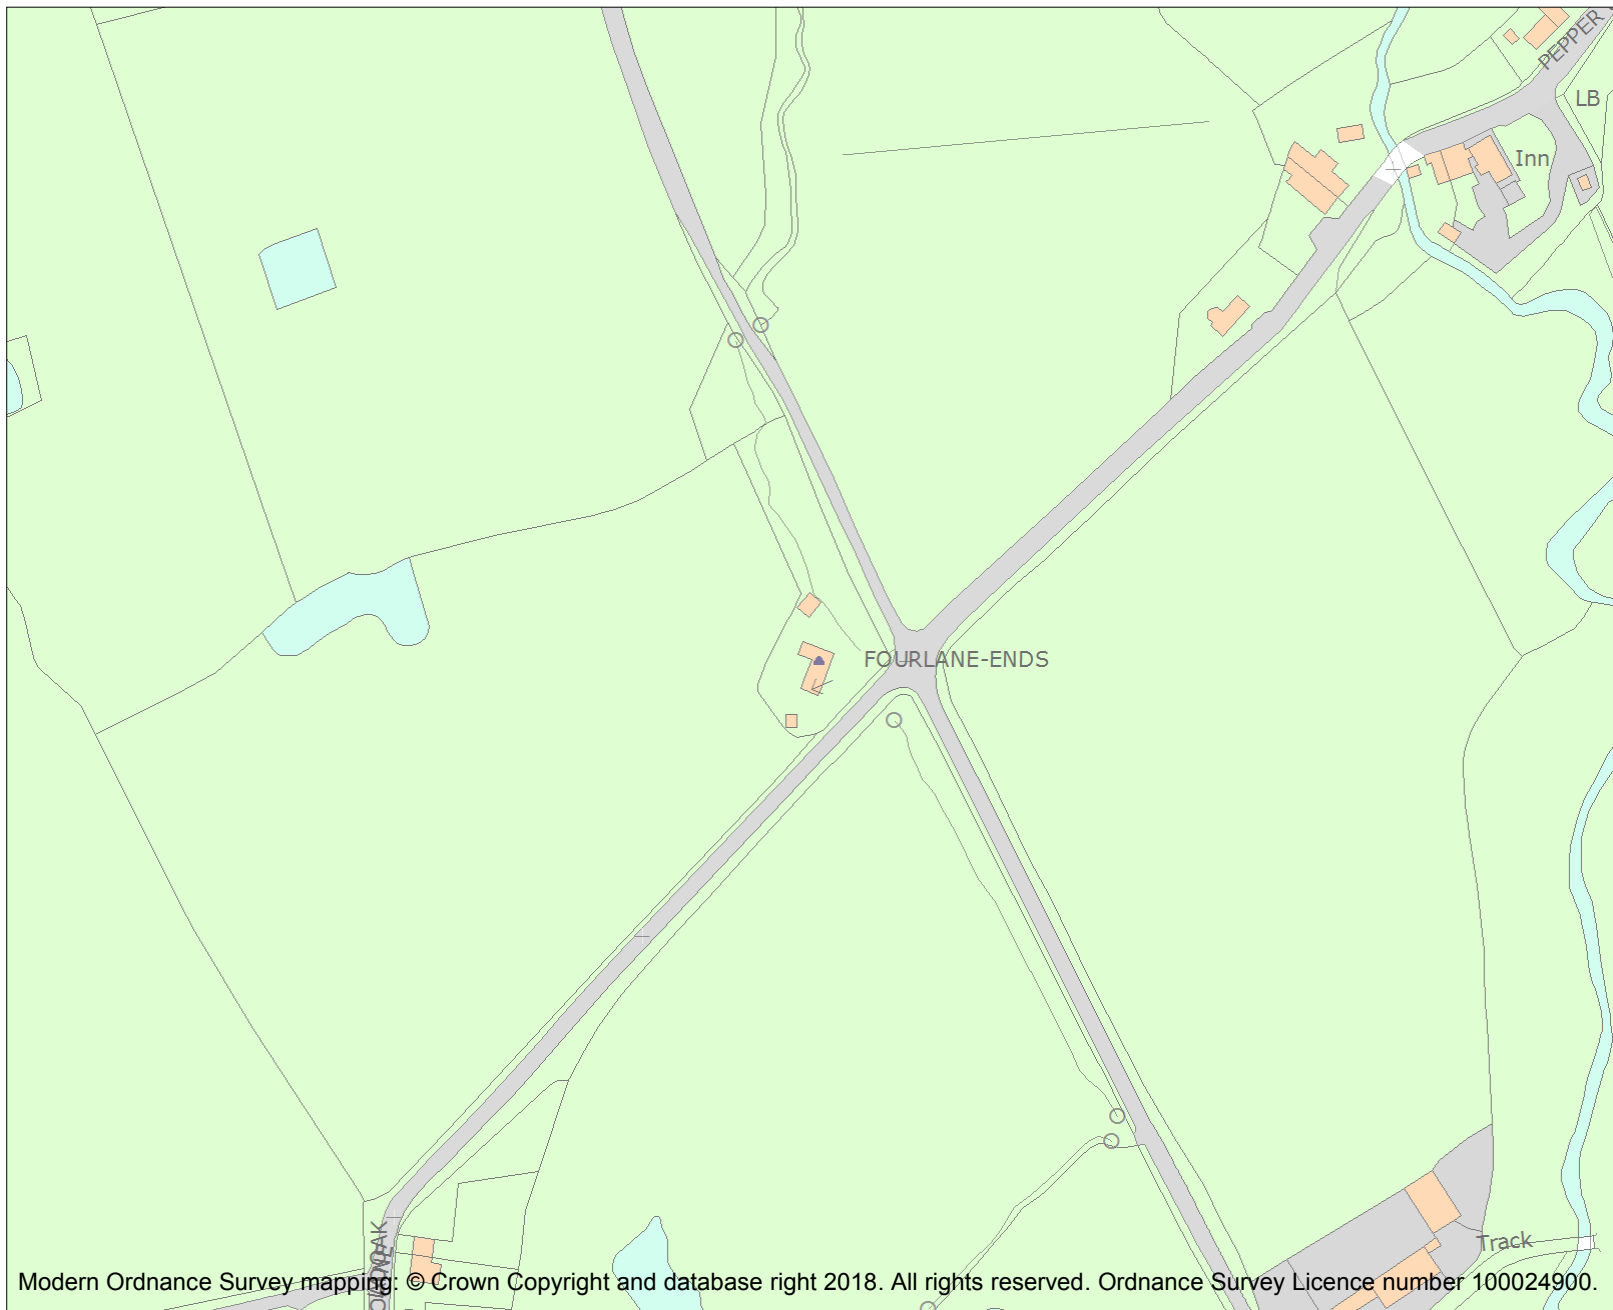 PEPPER
LB
Inn
FOURLANE-ENDS
Track
Modern Ordnance Survey mapping: © Crown Copyright and database right 2018. All rights reserved. Ordnance Survey Licence number 100024900.